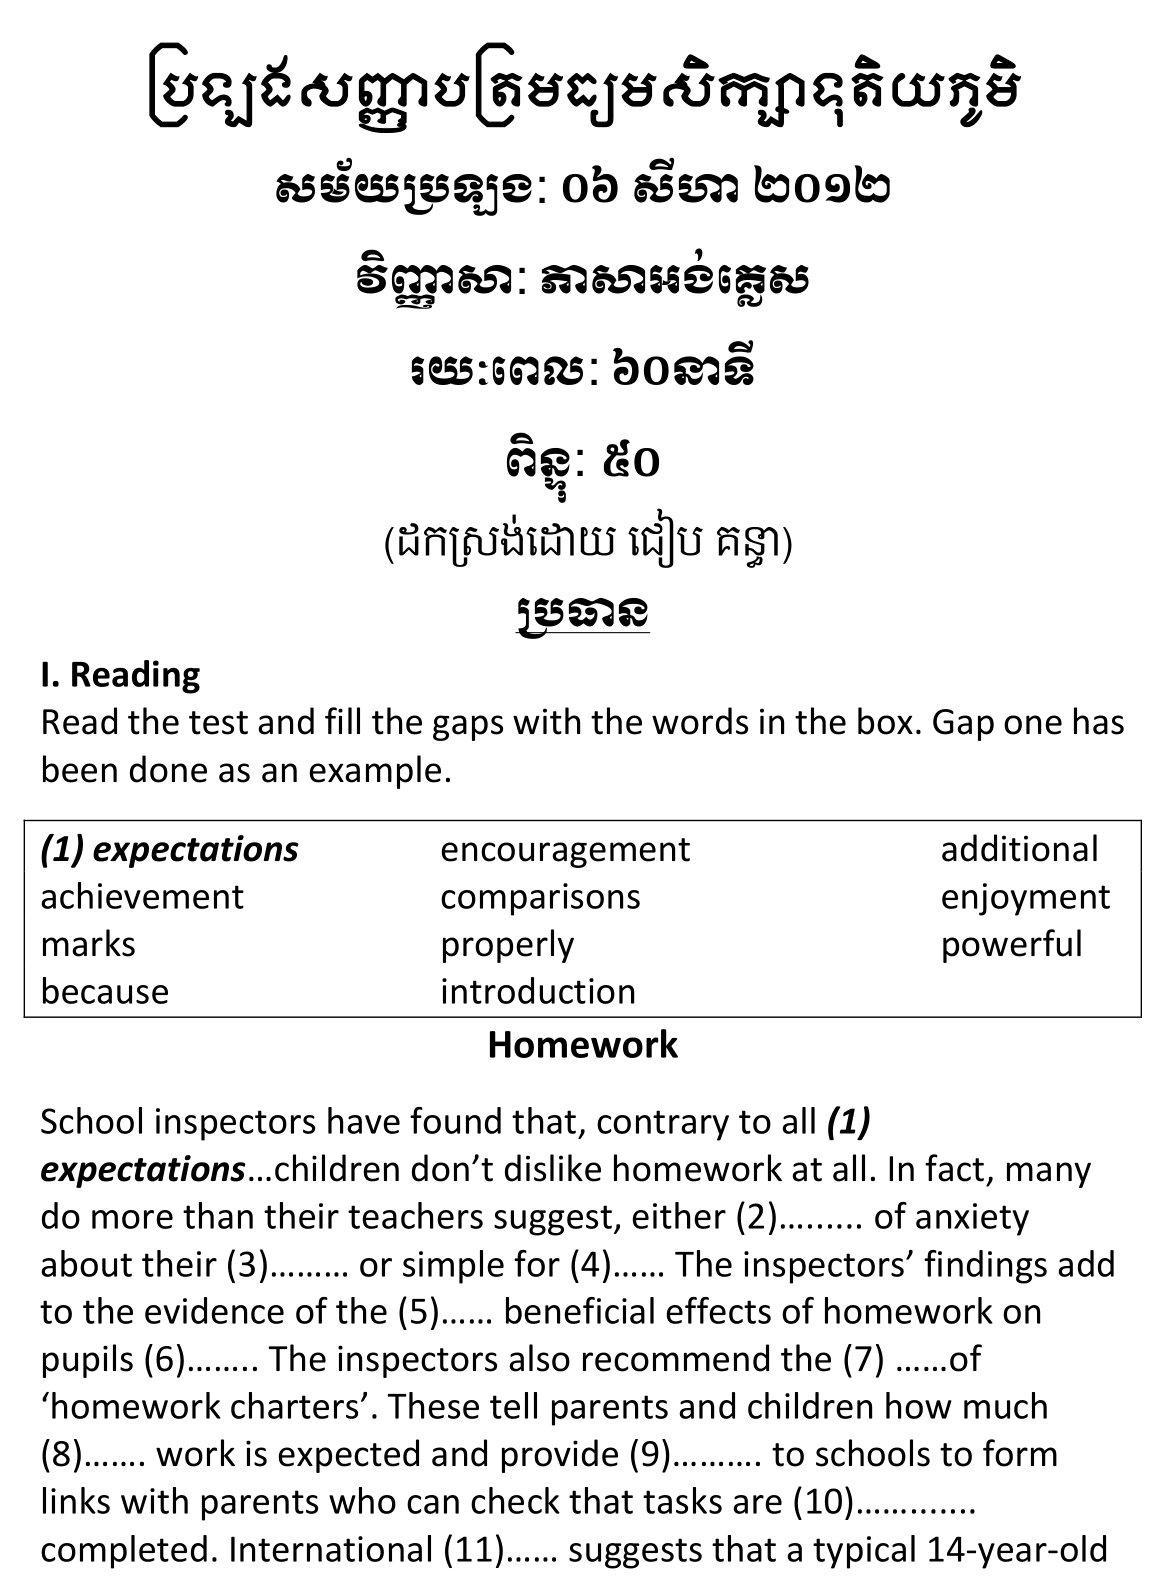 ប្រឡងសញ្ញាបត្រមធ្យមសិក្សាទុតិយភូមិ
សម័យប្រឡង: ០៦ សីហា ២០១២
វិញ្ញាសា: ភាសាអង់គ្លេស
រយៈពេល: ៦០នាទី
ពិន្ទុ: ៥០
(ដកស្រង់ដោយ ជៀប គន្ធា)
ប្រធាន
I. Reading
Read the test and fill the gaps with the words in the box. Gap one has
been done as an example.
(1) expectations encouragement additional
achievement comparisons enjoyment
marks properly powerful
because introduction
Homework
School inspectors have found that, contrary to all (1)
expectations...children don’t dislike homework at all. In fact, many
do more than their teachers suggest, either (2)…...... of anxiety
about their (3)……… or simple for (4)…… The inspectors’ findings add
to the evidence of the (5)…… beneficial effects of homework on
pupils (6)…….. The inspectors also recommend the (7) ……of
‘homework charters’. These tell parents and children how much
(8)……. work is expected and provide (9)………. to schools to form
links with parents who can check that tasks are (10)…….......
completed. International (11)…… suggests that a typical 14-year-old